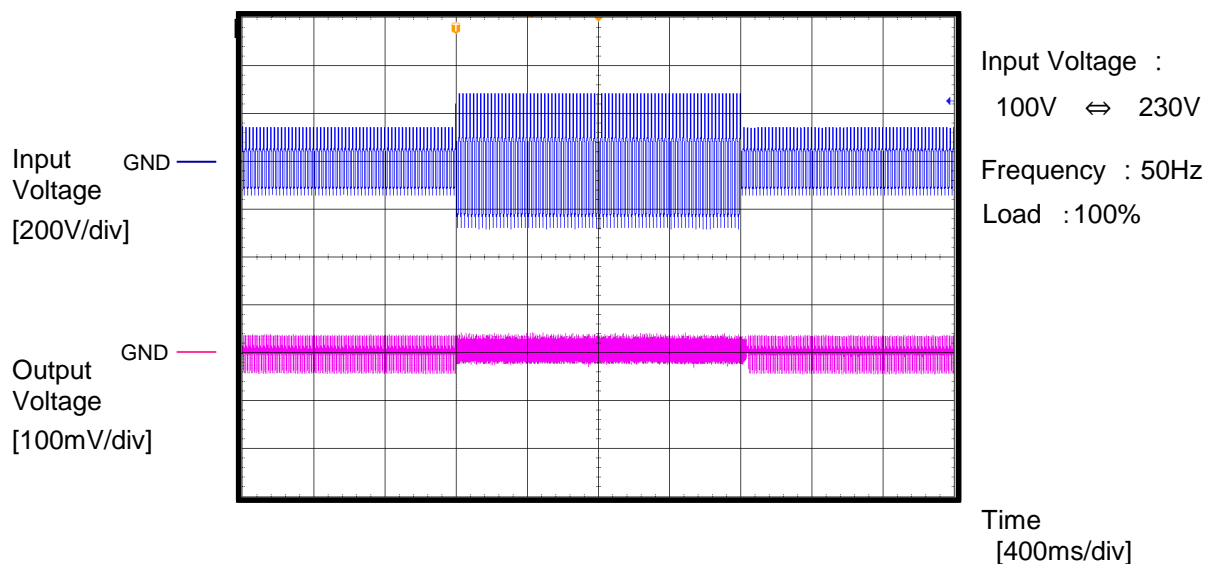 Input Voltage :
100V ⇔ 230V
Frequency : 50Hz
Load : 100%
Input
Voltage
[200V/div]
GND
T
Output
Voltage
[100mV/div]
GND
Time
[400ms/div]